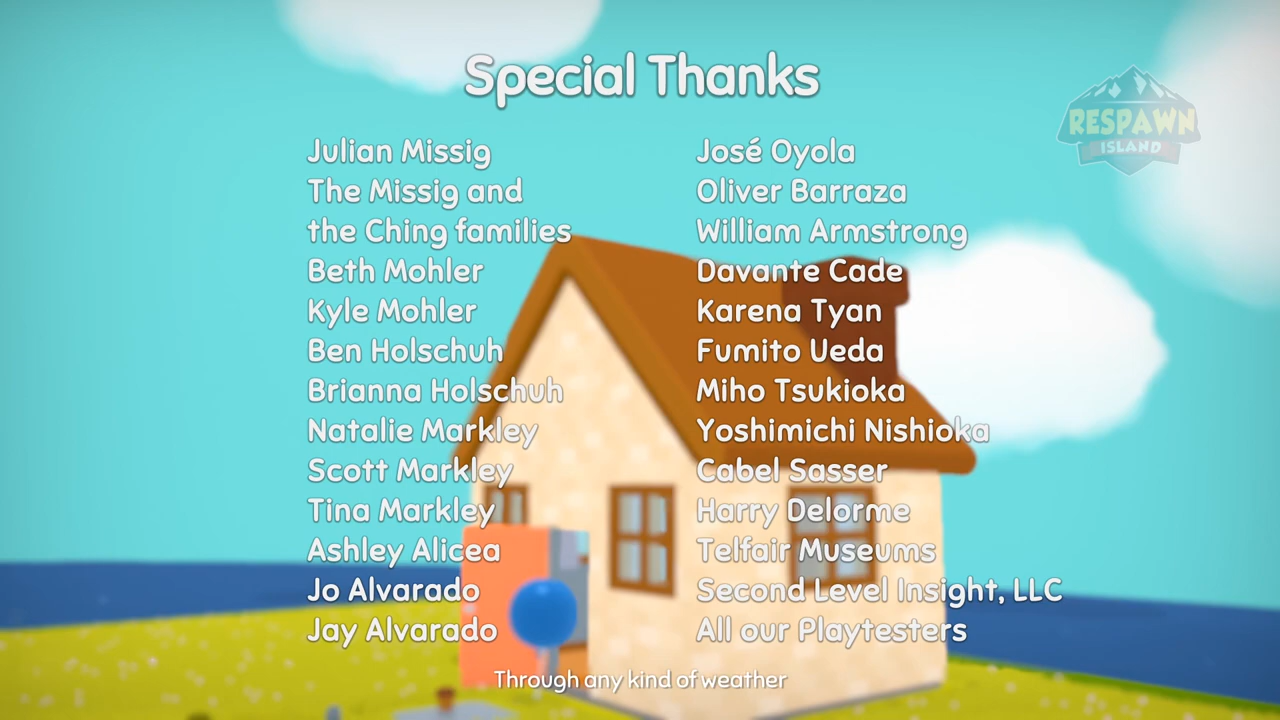 Special Thanks
RESPAWN
ISLAND
Julian Missig
The Missig and
the Ching families
Beth Mohler
Kyle Mohler
Ben Holschuh
Brianna Holschuh
Natalie Markley
Scott Markley
Tina Markley
Ashley Alicea
Jo Alvarado
Jay Alvarado
José Oyola
Oliver Barraza
William Armstrong
Davante Cade
Karena Tyan
Fumito Ueda
Miho Tsukioka
Yoshimichi Nishioka
Cabel Sasser
Harry Delorme
Telfair Museums
Second Level Insight, LLC
All our Playtesters
Through any kind of weather